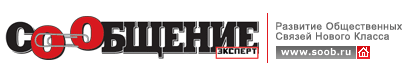 СООБЩЕНИЕ
ЭКСПЕРТ
Развитие Общественных
Связей Нового Класса
www.soob.ru